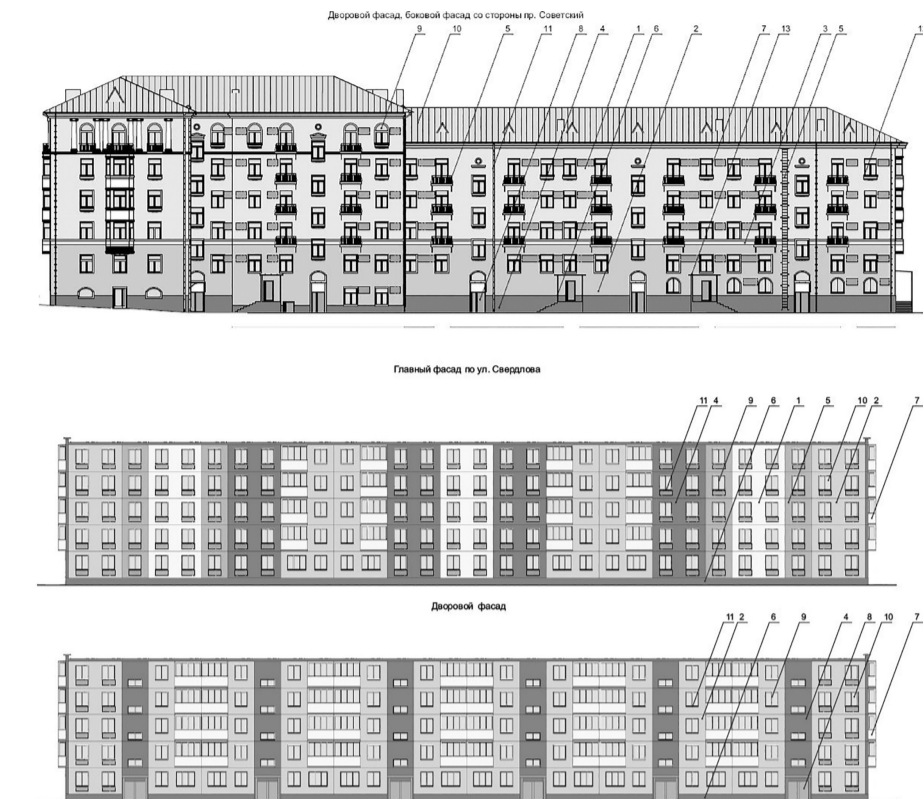 Дворовой фасад, боковой фасад со стороны пр. Советский
9 10 5 11 8 4 1 6 2 7 13 3 5
Главный фасад по ул. Свердлова
11 4 9 6 1 5 10 2 7
Дворовой фасад
11 2 6 9 4 8 10 7